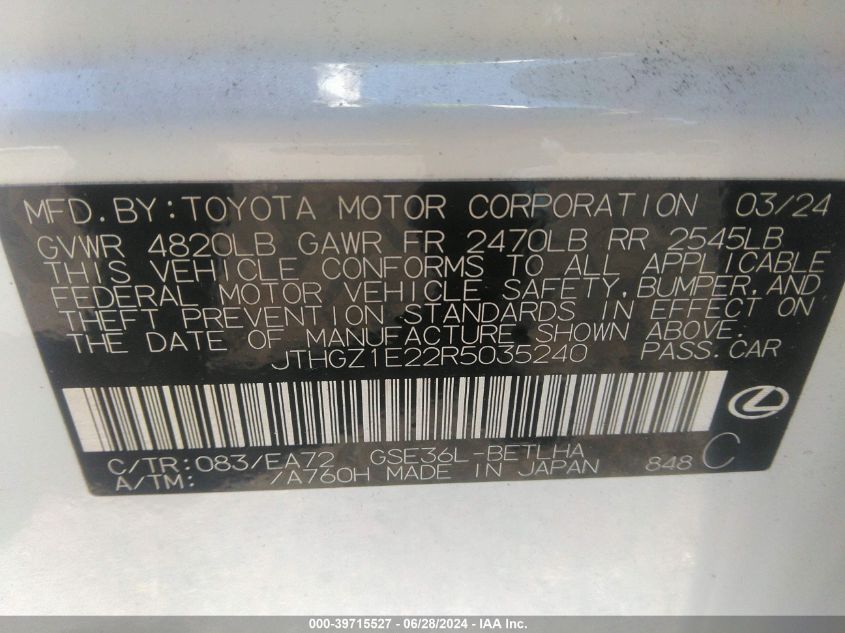 MFD.BY:TOYOTA MOTOR CORPORATION 03/24
GVWR 4820LB GAWR FR 2470LB RR 2545LB
THIS VEHICLE CONFORMS TO ALL APPLICABLE
FEDERAL MOTOR VEHICLE SAFETY,BUMPER,AND
THEFT PREVENTION STANDARDS IN EFFECT ON
THE DATE OF MANUFACTURE SHOWN ABOVE.
JTHGZ1E22R5035240 PASS.CAR
C/TR:083/EA72 GSE36L-BETLHA
A/TM: /A760H MADE IN JAPAN 848 C
000-39715527 - 06/28/2024 - IAA Inc.